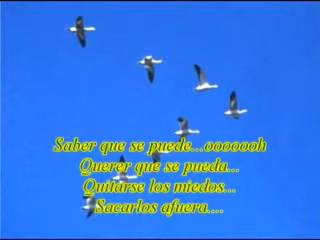 Saber que se puede...ooooooh
Querer que se pueda...
Quitarse los miedos...
Sacarlos afuera....